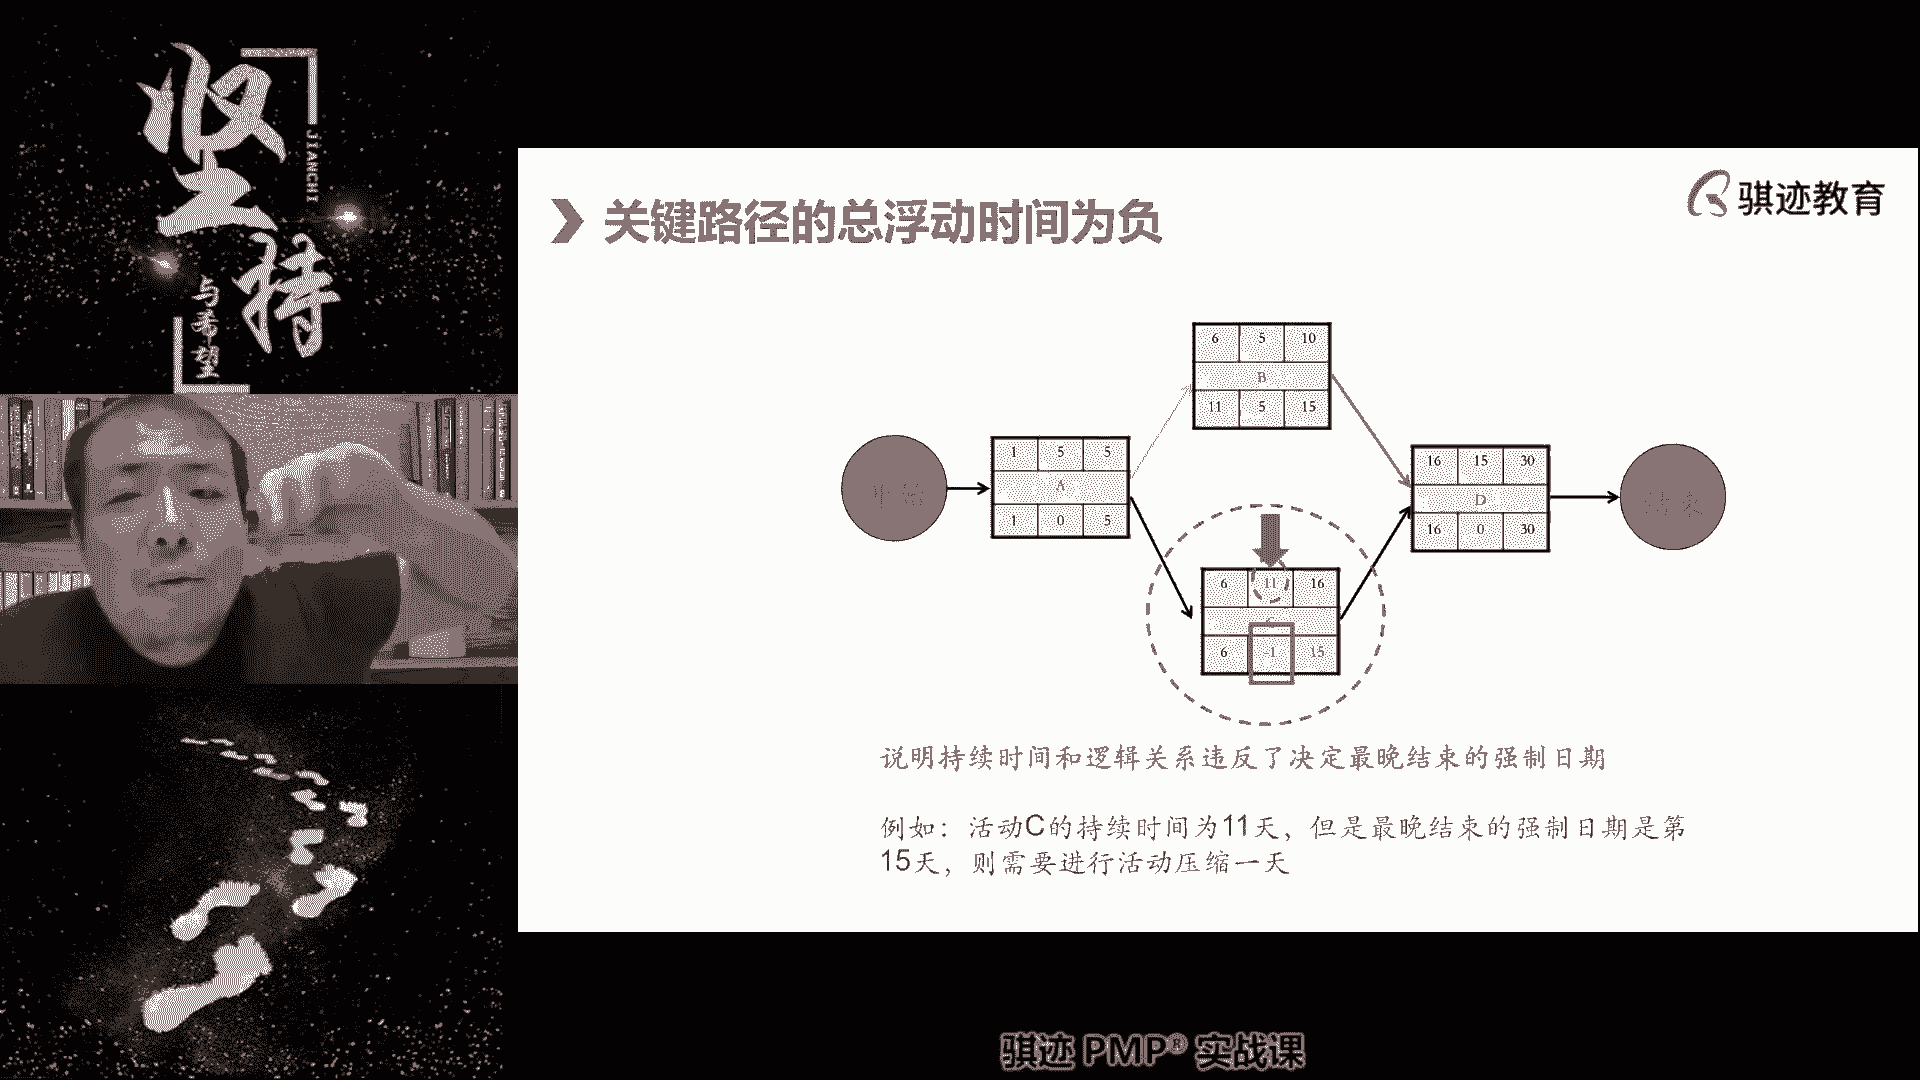 坚持
JIANCHI
与希望
骐迹教育
关键路径的总浮动时间为负
6 5 10
B
11 5 15
1 5 5
A
1 0 5
开始
16 15 30
D
16 0 30
结束
6 11 16
6 -1 15
说明持续时间和逻辑关系违反了决定最晚结束的强制日期
例如：活动C的持续时间为11天，但是最晚结束的强制日期是第
15天，则需要进行活动压缩一天
骐迹 PMP® 实战课